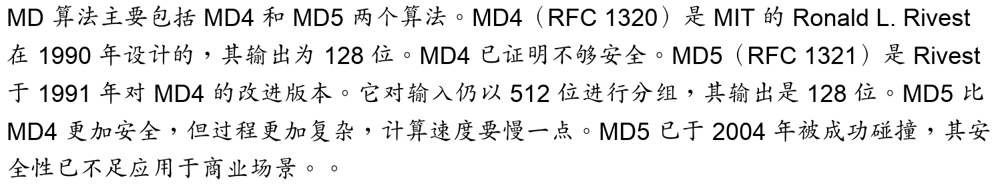 MD 算法主要包括 MD4 和 MD5 两个算法。MD4（RFC 1320）是 MIT 的 Ronald L. Rivest
在 1990 年设计的，其输出为 128 位。MD4 已证明不够安全。MD5（RFC 1321）是 Rivest
于 1991 年对 MD4 的改进版本。它对输入仍以 512 位进行分组，其输出是 128 位。MD5 比
MD4 更加安全，但过程更加复杂，计算速度要慢一点。MD5 已于 2004 年被成功碰撞，其安
全性已不足应用于商业场景。。